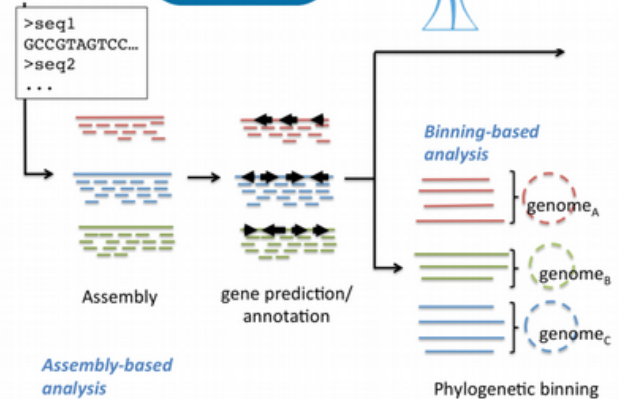 >seq1
GCCGTAGTCC…
>seq2
...
Binning-based
analysis
genomeA
genomeB
genomeC
Assembly
gene prediction/
annotation
Assembly-based
analysis
Phylogenetic binning